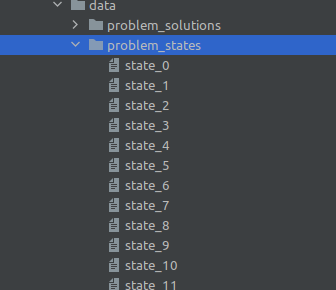 data
problem_solutions
problem_states
state_0
state_1
state_2
state_3
state_4
state_5
state_6
state_7
state_8
state_9
state_10
state_11